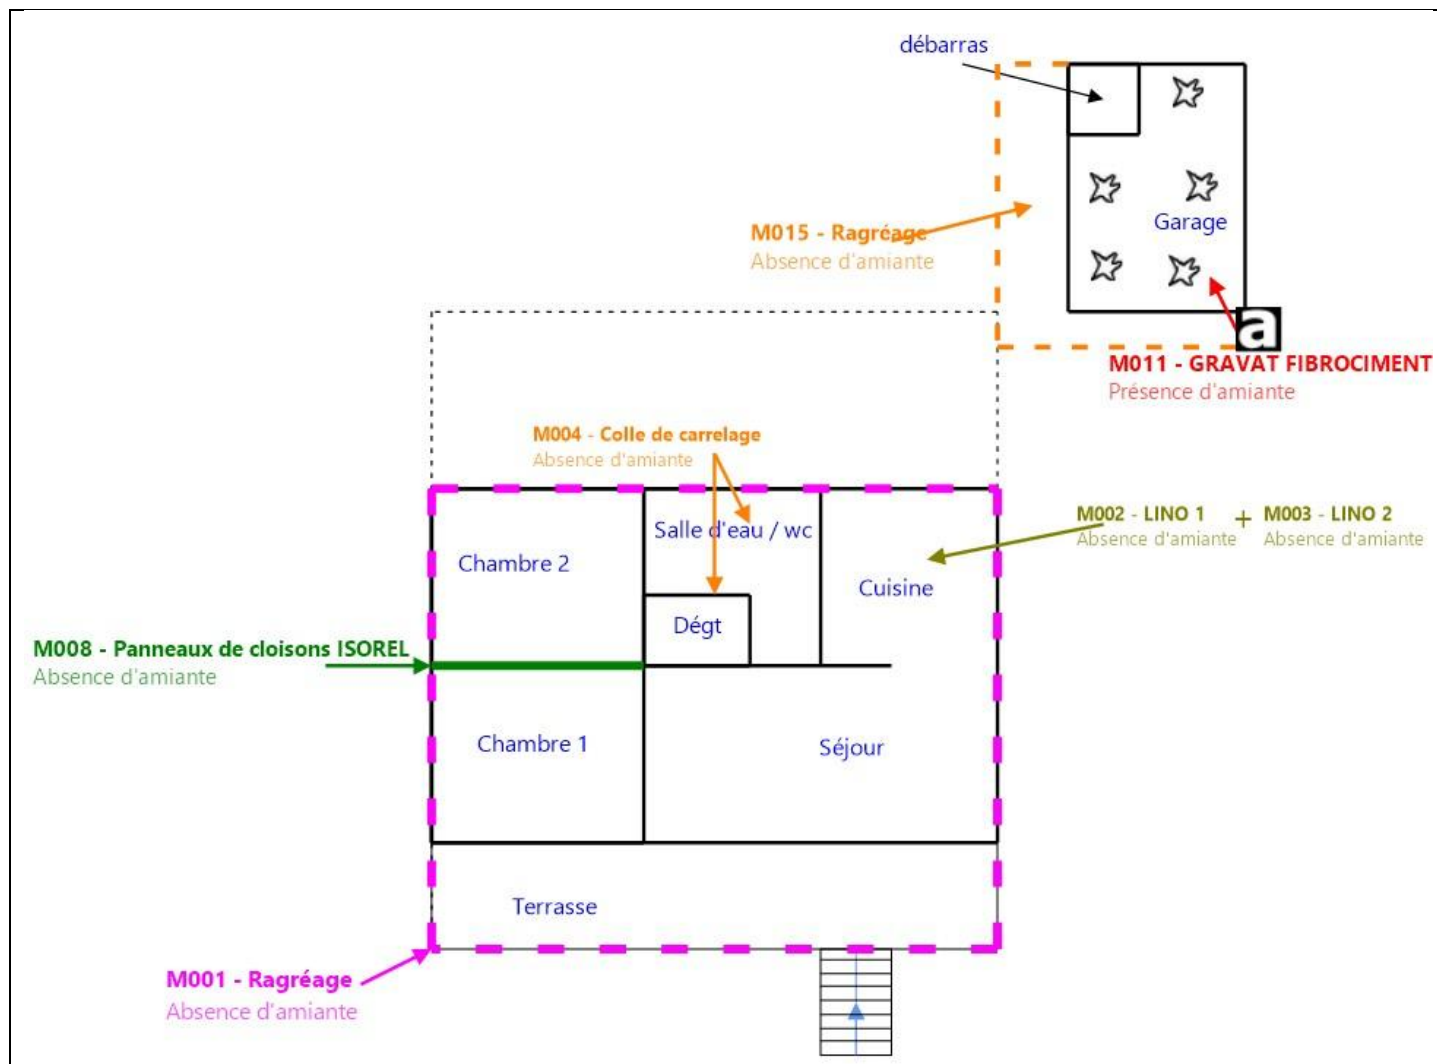 débarras
Garage
M015 - Ragréage
Absence d'amiante
a
M011 - GRAVAT FIBROCIMENT
Présence d'amiante
M004 - Colle de carrelage
Absence d'amiante
M002 - LINO 1 + M003 - LINO 2
Absence d'amiante Absence d'amiante
Salle d'eau / wc
Chambre 2
Cuisine
Dégt
M008 - Panneaux de cloisons ISOREL
Absence d'amiante
Chambre 1
Séjour
Terrasse
M001 - Ragréage
Absence d'amiante